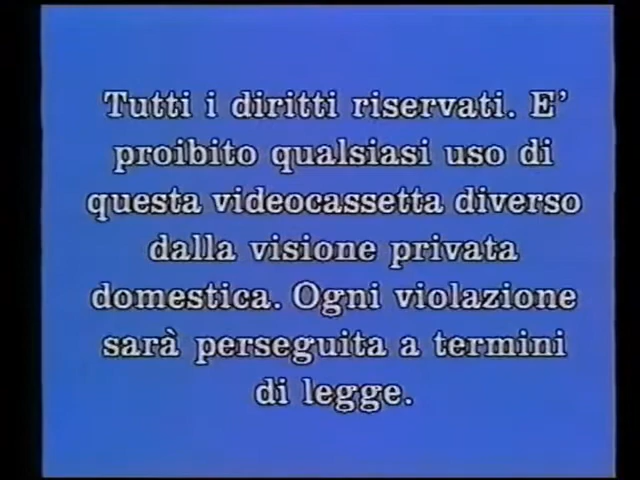 Tutti i diritti riservati. E’
proibito qualsiasi uso di
questa videocassetta diverso
dalla visione privata
domestica. Ogni violazione
sarà perseguita a termini
di legge.